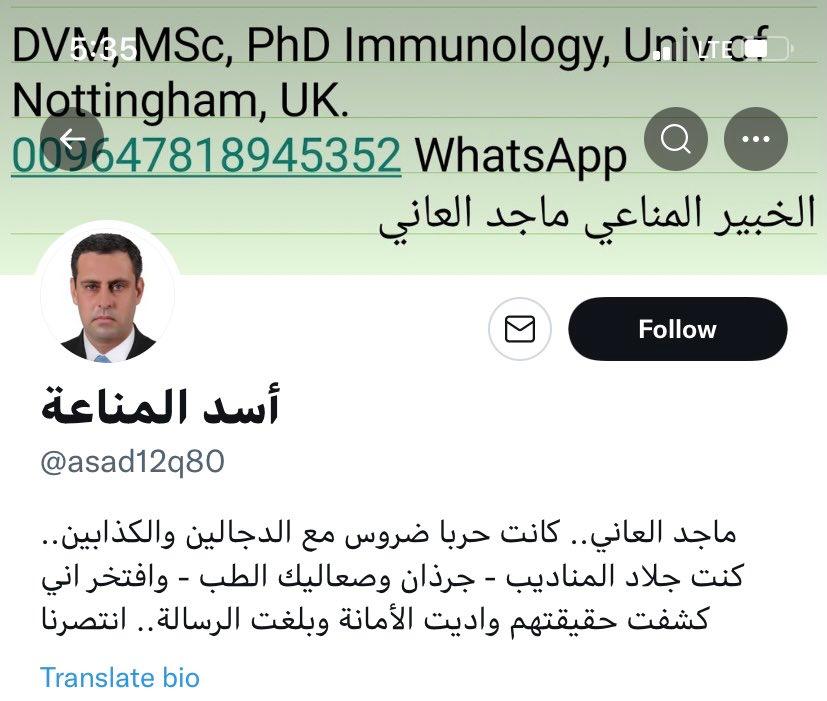 DVM, MSc, PhD Immunology, Univ of
5:35
LTE
Nottingham, UK.
009647818945352 WhatsApp
الخبير المناعي ماجد العاني
Follow
أسد المناعة
@asad12q80
ماجد العاني.. كانت حربا ضروس مع الدجالين والكذابين..
كنت جلاد المناديب - جرذان وصعاليك الطب - وافتخر اني
كشفت حقيقتهم واديت الأمانة وبلغت الرسالة.. انتصرنا
Translate bio